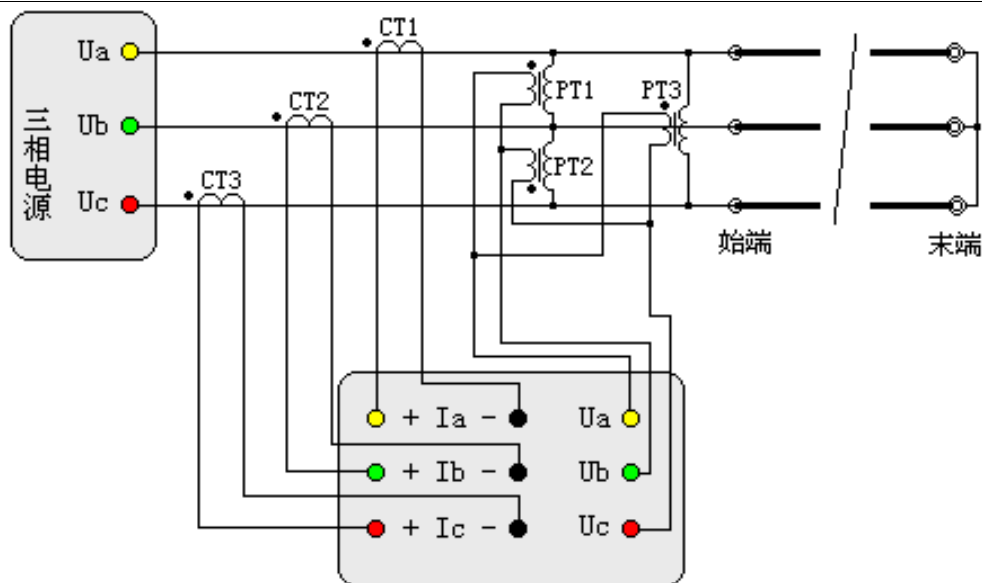 CT1
Ua
PT1
PT3
CT2
Ub
三相电源
PT2
CT3
Uc
始端
末端
+ Ia -
Ua
+ Ib -
Ub
+ Ic -
Uc